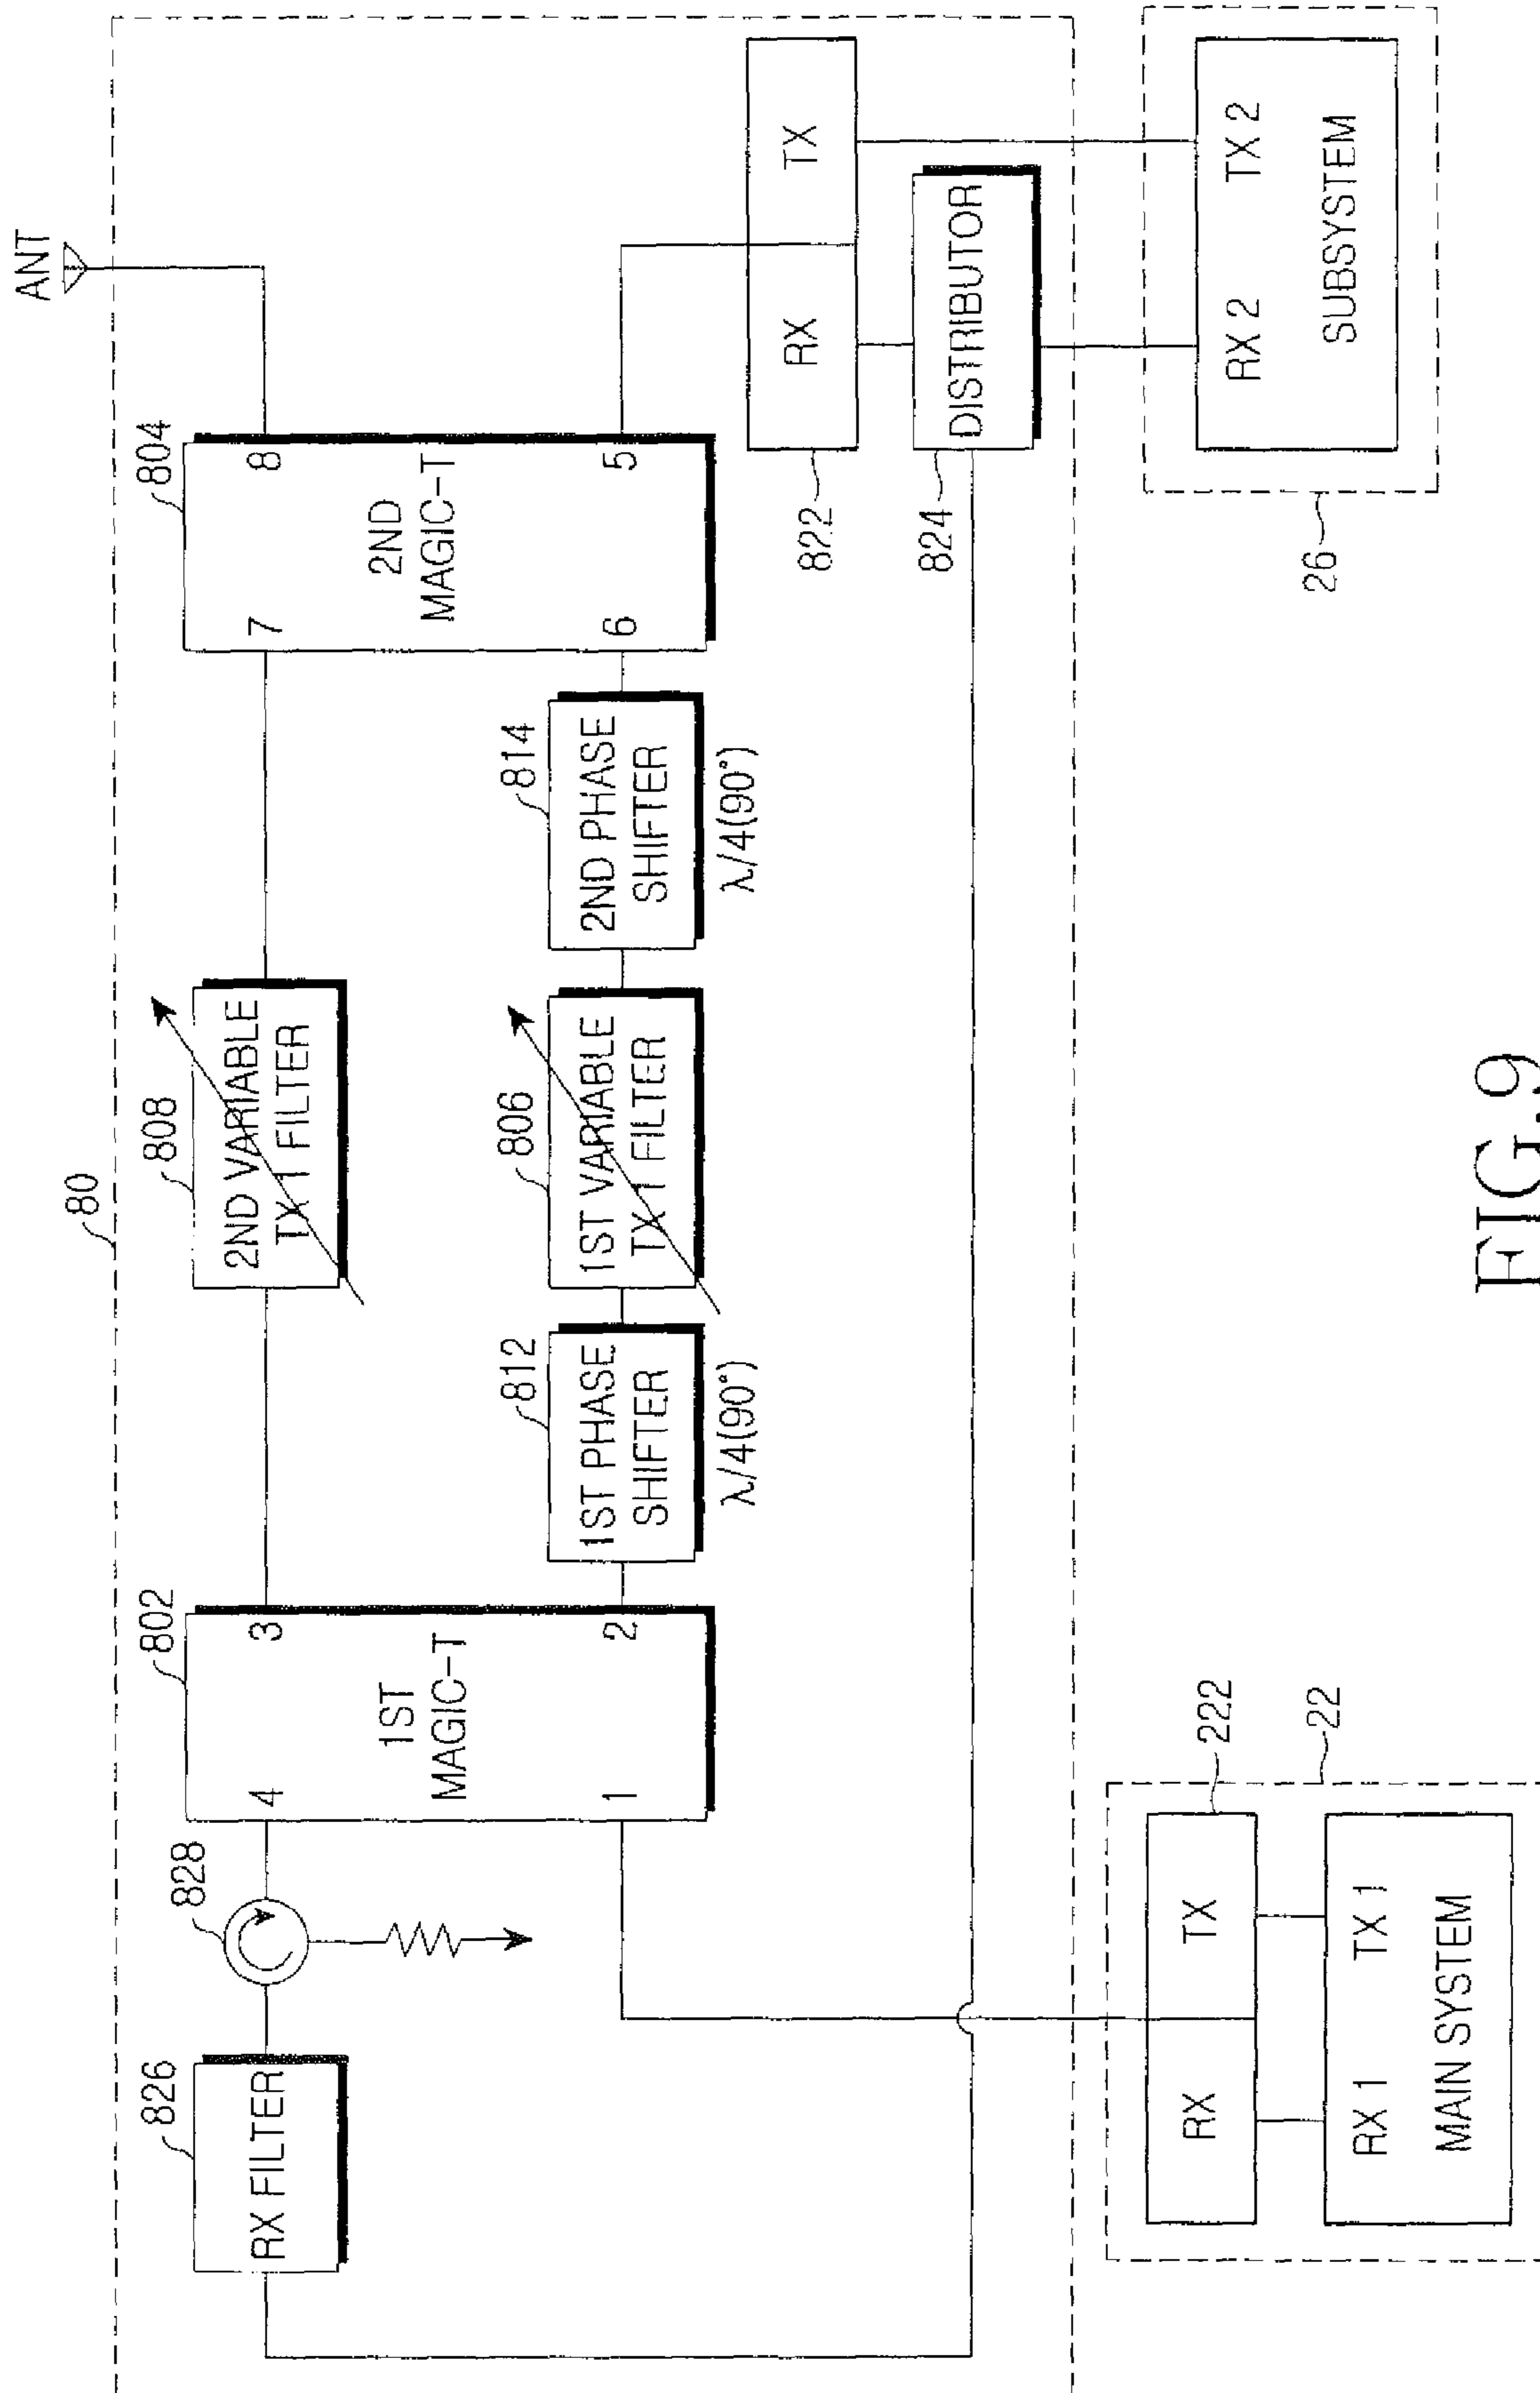 ANT
80
826
RX FILTER
828
802
4
3
1ST
MAGIC-T
1
2
808
2ND VARIABLE
TX 1 FILTER
804
7
8
2ND
MAGIC-T
6
5
812
1ST PHASE
SHIFTER
λ/4(90°)
806
1ST VARIABLE
TX 1 FILTER
814
2ND PHASE
SHIFTER
λ/4(90°)
822
RX
TX
824
DISTRIBUTOR
222
RX
TX
22
RX 1
TX 1
MAIN SYSTEM
26
RX 2
TX 2
SUBSYSTEM
FIG.9